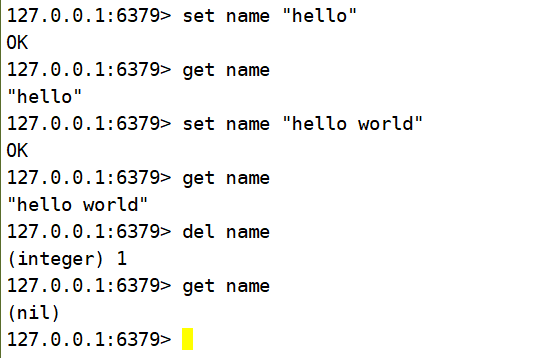 127.0.0.1:6379> set name "hello"
OK
127.0.0.1:6379> get name
"hello"
127.0.0.1:6379> set name "hello world"
OK
127.0.0.1:6379> get name
"hello world"
127.0.0.1:6379> del name
(integer) 1
127.0.0.1:6379> get name
(nil)
127.0.0.1:6379>